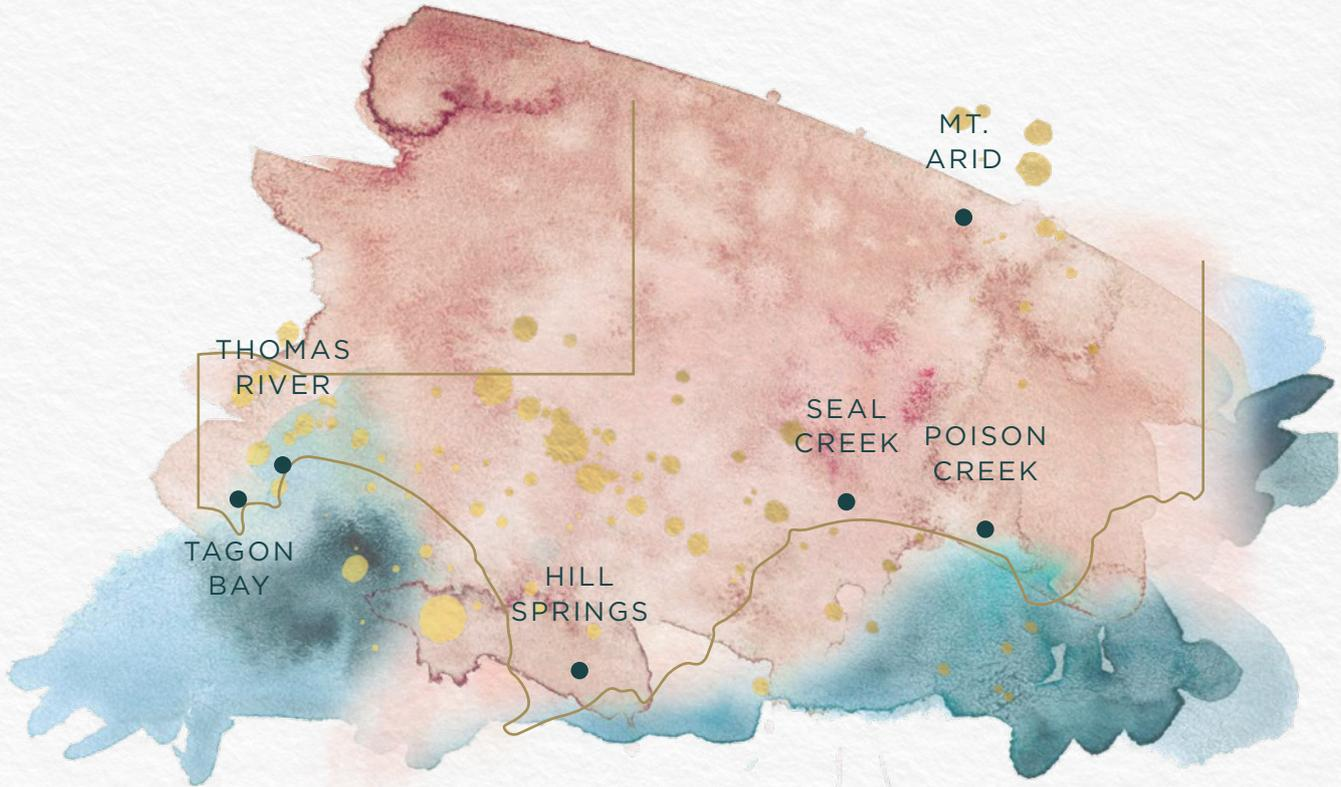 MT.
ARID
THOMAS
RIVER
SEAL
CREEK
POISON
CREEK
TAGON
BAY
HILL
SPRINGS